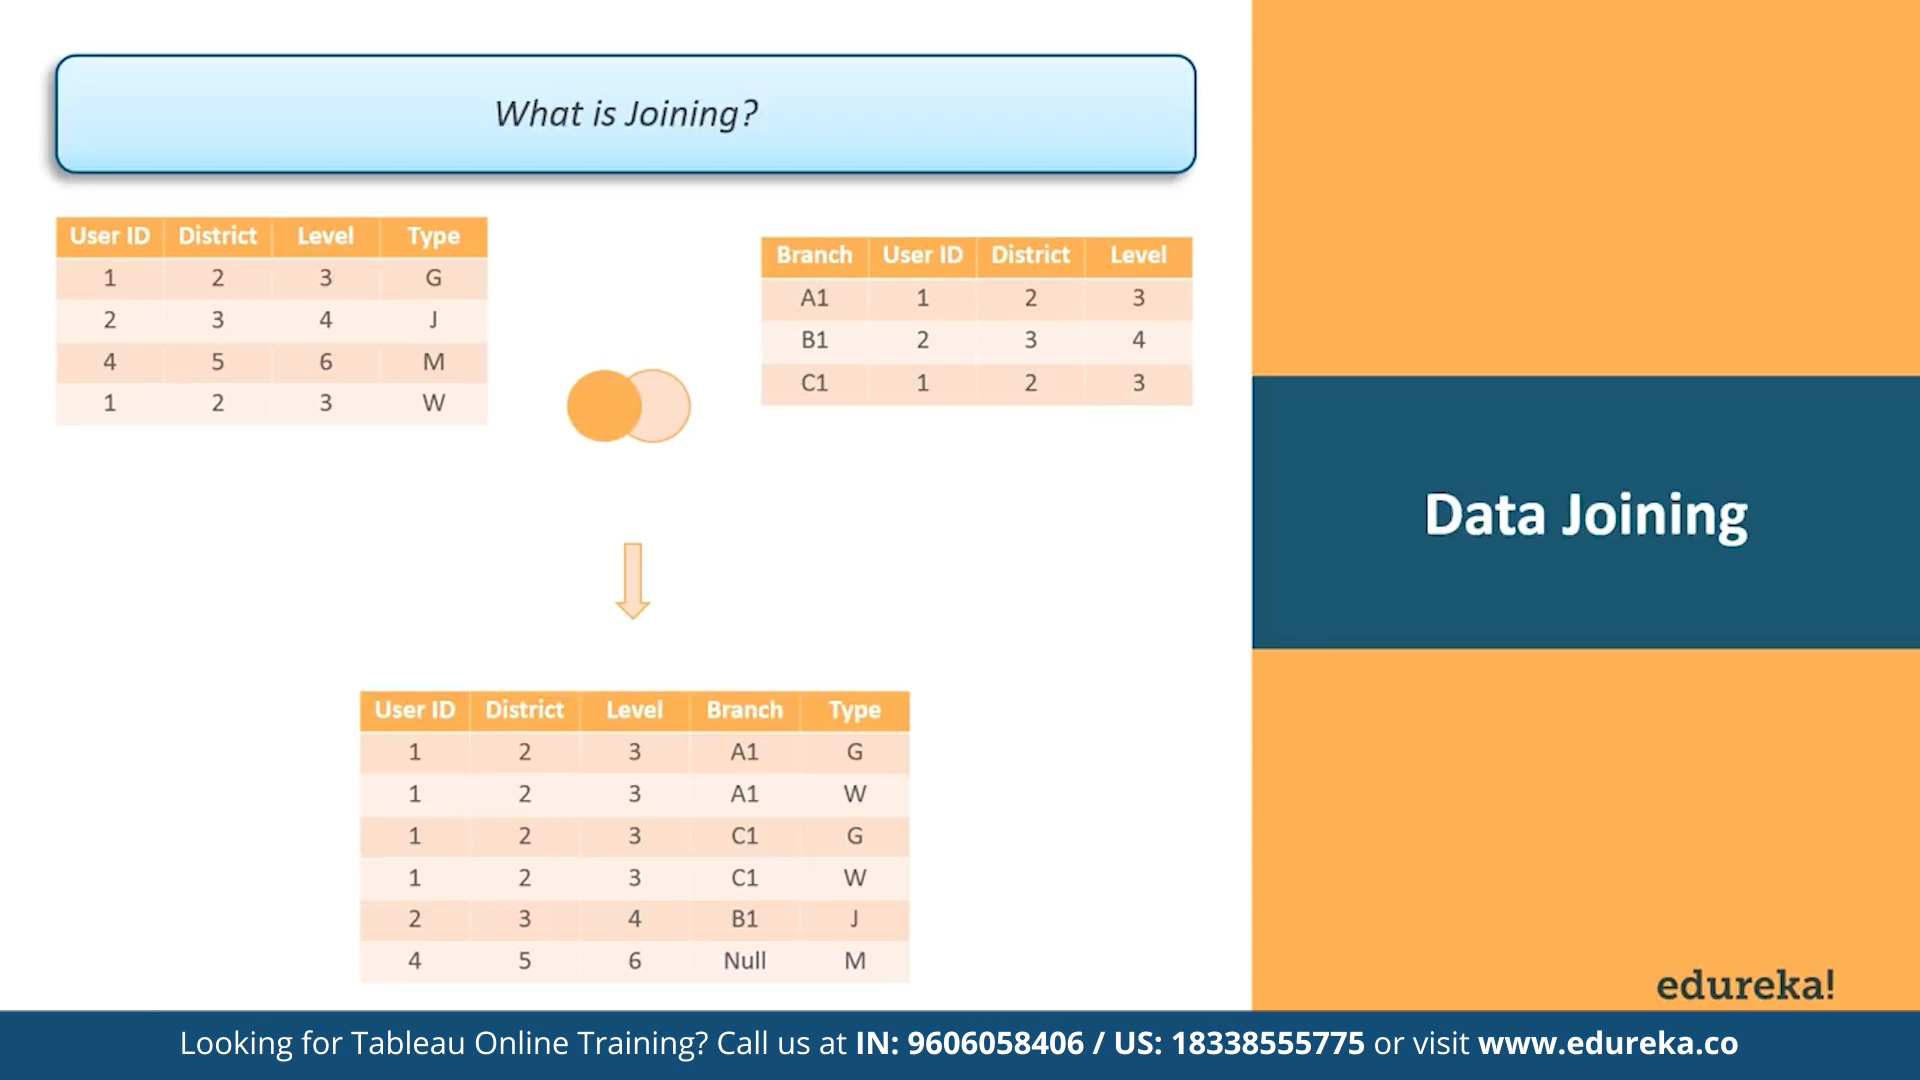 What is Joining?
User ID District Level Type
1 2 3 G
2 3 4 J
4 5 6 M
1 2 3 W
Branch User ID District Level
A1 1 2 3
B1 2 3 4
C1 1 2 3
User ID District Level Branch Type
1 2 3 A1 G
1 2 3 A1 W
1 2 3 C1 G
1 2 3 C1 W
2 3 4 B1 J
4 5 6 Null M
Data Joining
edureka!
Looking for Tableau Online Training? Call us at IN: 9606058406 / US: 18338555775 or visit www.edureka.co